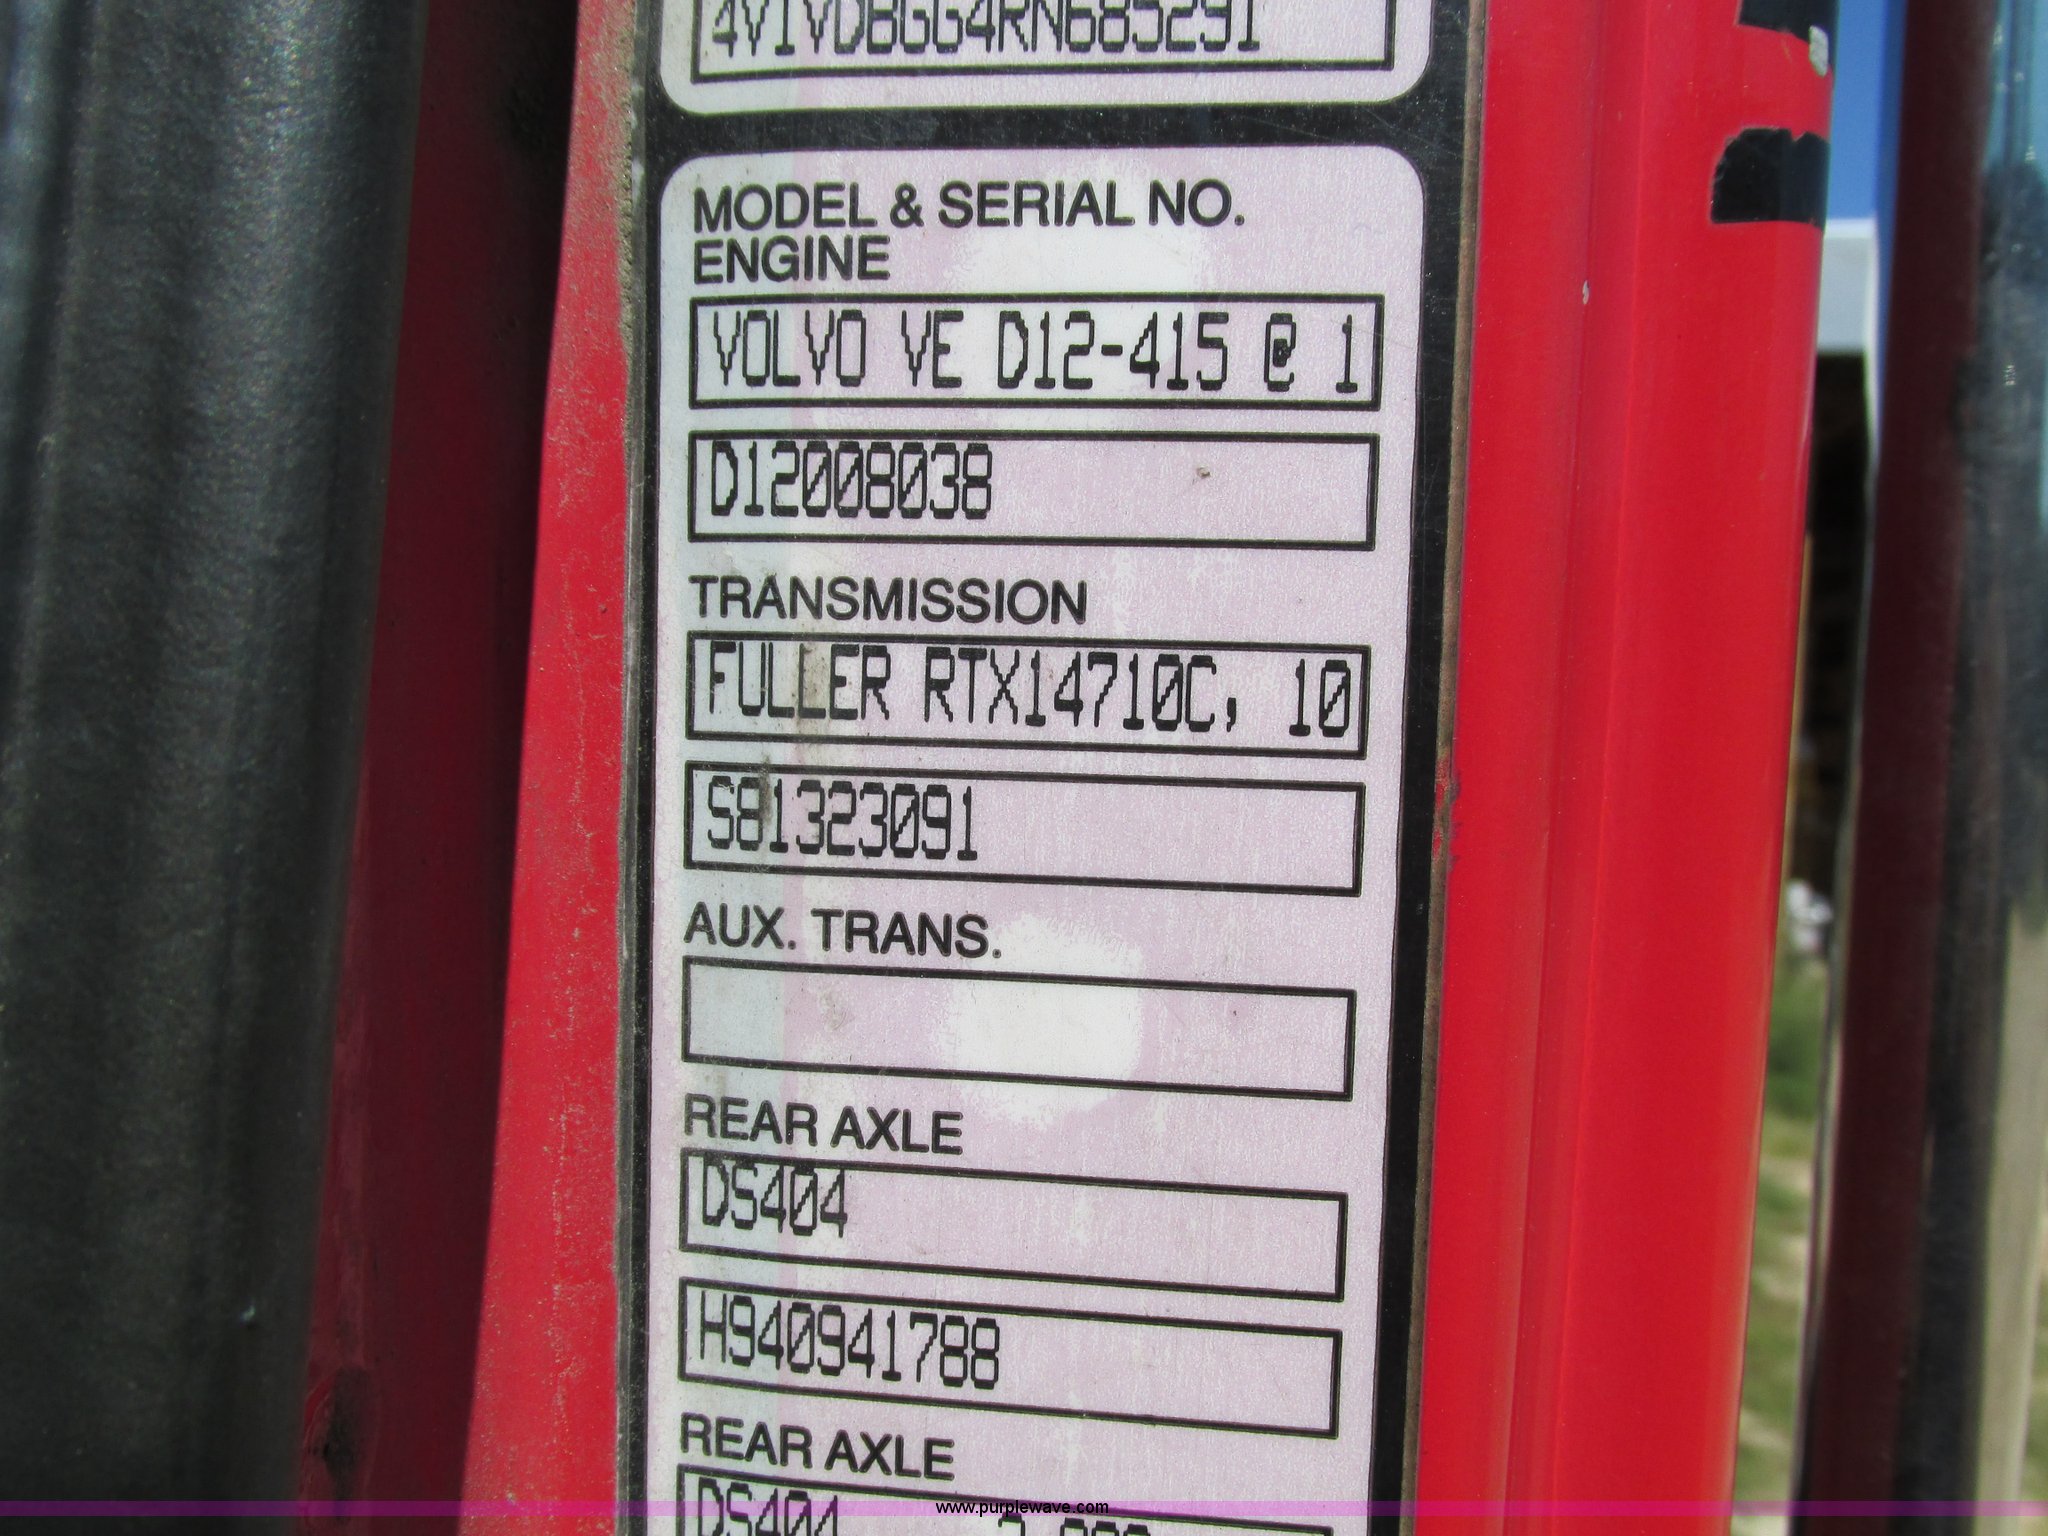 4V1VDBGG4RN685291
MODEL & SERIAL NO.
ENGINE
VOLVO VE D12-415 @ 1
D12008038
TRANSMISSION
FULLER RTX14710C, 10
S81323091
AUX. TRANS.
REAR AXLE
DS404
H940941788
REAR AXLE
DS404
www.purplewave.com